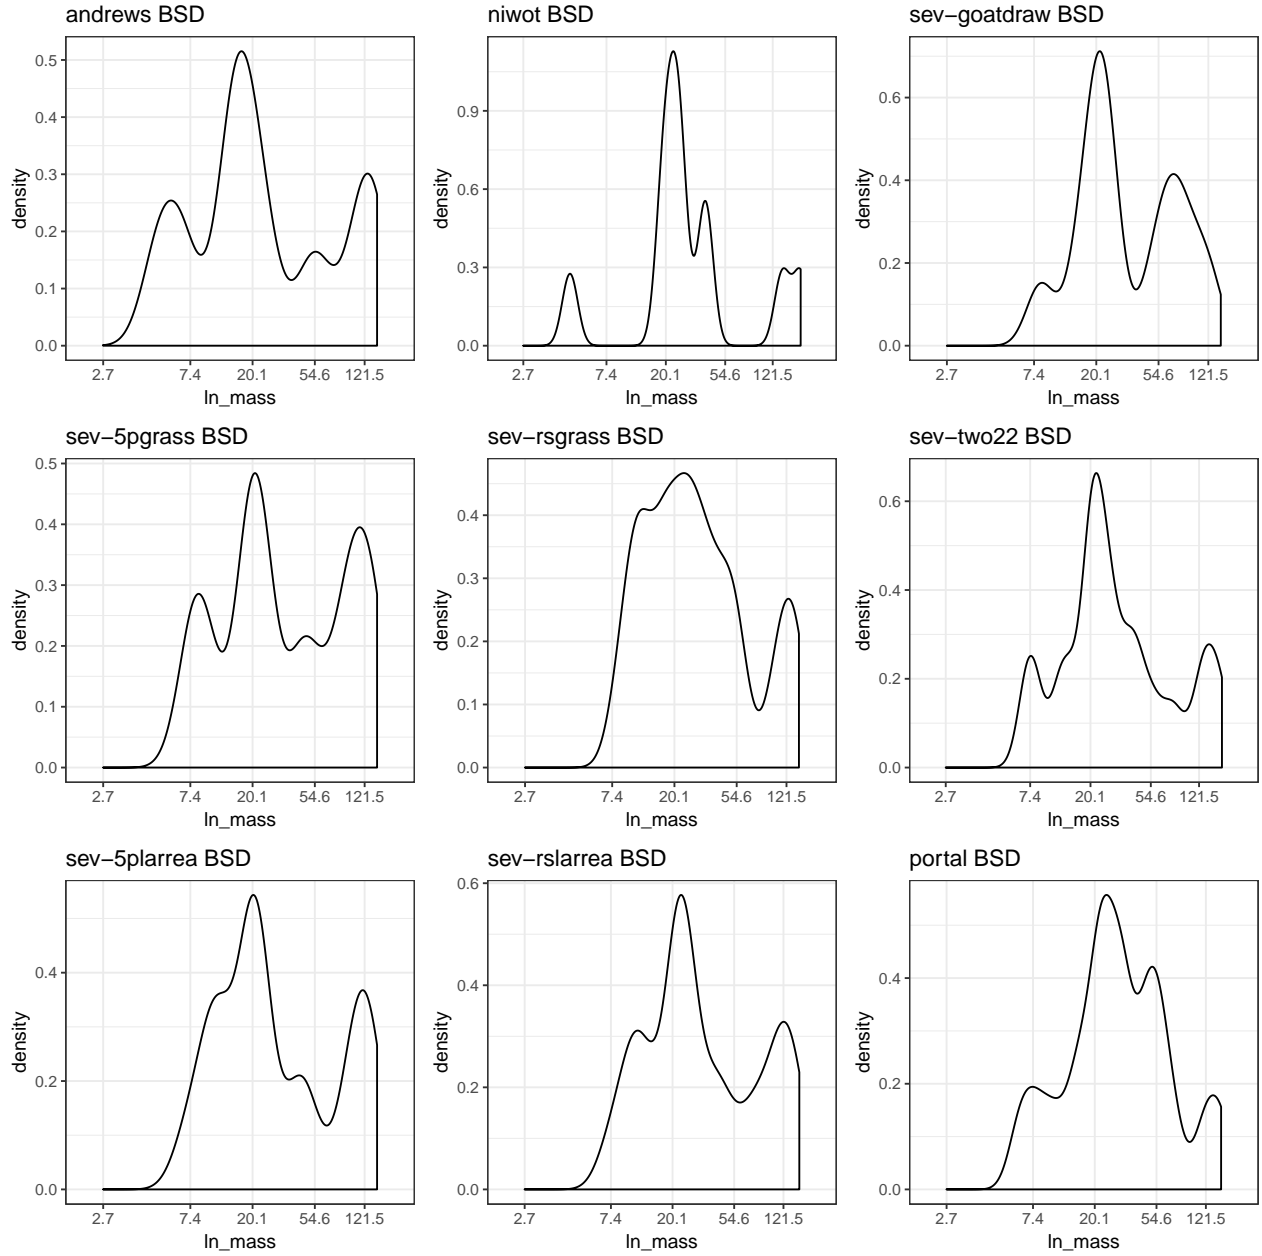 andrews BSD
density
0.5
0.4
0.3
0.2
0.1
0.0
2.7 7.4 20.1 54.6 121.5
ln_mass
niwot BSD
density
0.9
0.6
0.3
0.0
2.7 7.4 20.1 54.6 121.5
ln_mass
sev−goatdraw BSD
density
0.6
0.4
0.2
0.0
2.7 7.4 20.1 54.6 121.5
ln_mass
sev−5pgrass BSD
density
0.5
0.4
0.3
0.2
0.1
0.0
2.7 7.4 20.1 54.6 121.5
ln_mass
sev−rsgrass BSD
density
0.4
0.3
0.2
0.1
0.0
2.7 7.4 20.1 54.6 121.5
ln_mass
sev−two22 BSD
density
0.6
0.4
0.2
0.0
2.7 7.4 20.1 54.6 121.5
ln_mass
sev−5plarrea BSD
density
0.4
0.2
0.0
2.7 7.4 20.1 54.6 121.5
ln_mass
sev−rslarrea BSD
density
0.6
0.4
0.2
0.0
2.7 7.4 20.1 54.6 121.5
ln_mass
portal BSD
density
0.4
0.2
0.0
2.7 7.4 20.1 54.6 121.5
ln_mass